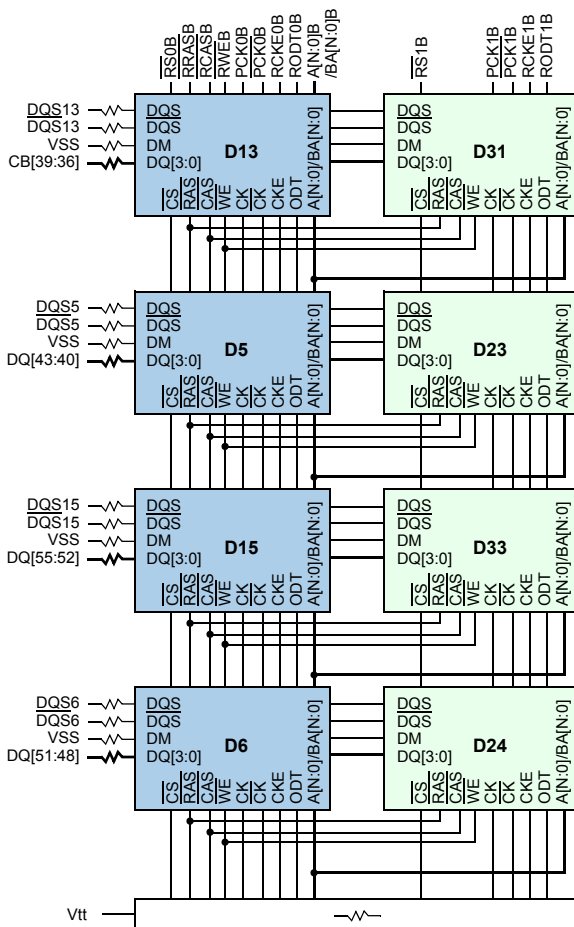 RS0B
RRASB
RCASB
RWEB
PCK0B
PCK0B
RCKE0B
RODT0B
A[N:0]B
/BA[N:0]B
RS1B
PCK1B
PCK1B
RCKE1B
RODT1B
DQS13
DQS13
VSS
CB[39:36]
DQS
DQS
DM
DQ[3:0]
D13
CS
RAS
CAS
WE
CK
CK
CKE
ODT
A[N:0]/BA[N:0]
DQS
DQS
DM
DQ[3:0]
D31
CS
RAS
CAS
WE
CK
CK
CKE
ODT
A[N:0]/BA[N:0]
DQS5
DQS5
VSS
DQ[43:40]
DQS
DQS
DM
DQ[3:0]
D5
CS
RAS
CAS
WE
CK
CK
CKE
ODT
A[N:0]/BA[N:0]
DQS
DQS
DM
DQ[3:0]
D23
CS
RAS
CAS
WE
CK
CK
CKE
ODT
A[N:0]/BA[N:0]
DQS15
DQS15
VSS
DQ[55:52]
DQS
DQS
DM
DQ[3:0]
D15
CS
RAS
CAS
WE
CK
CK
CKE
ODT
A[N:0]/BA[N:0]
DQS
DQS
DM
DQ[3:0]
D33
CS
RAS
CAS
WE
CK
CK
CKE
ODT
A[N:0]/BA[N:0]
DQS6
DQS6
VSS
DQ[51:48]
DQS
DQS
DM
DQ[3:0]
D6
CS
RAS
CAS
WE
CK
CK
CKE
ODT
A[N:0]/BA[N:0]
DQS
DQS
DM
DQ[3:0]
D24
CS
RAS
CAS
WE
CK
CK
CKE
ODT
A[N:0]/BA[N:0]
Vtt